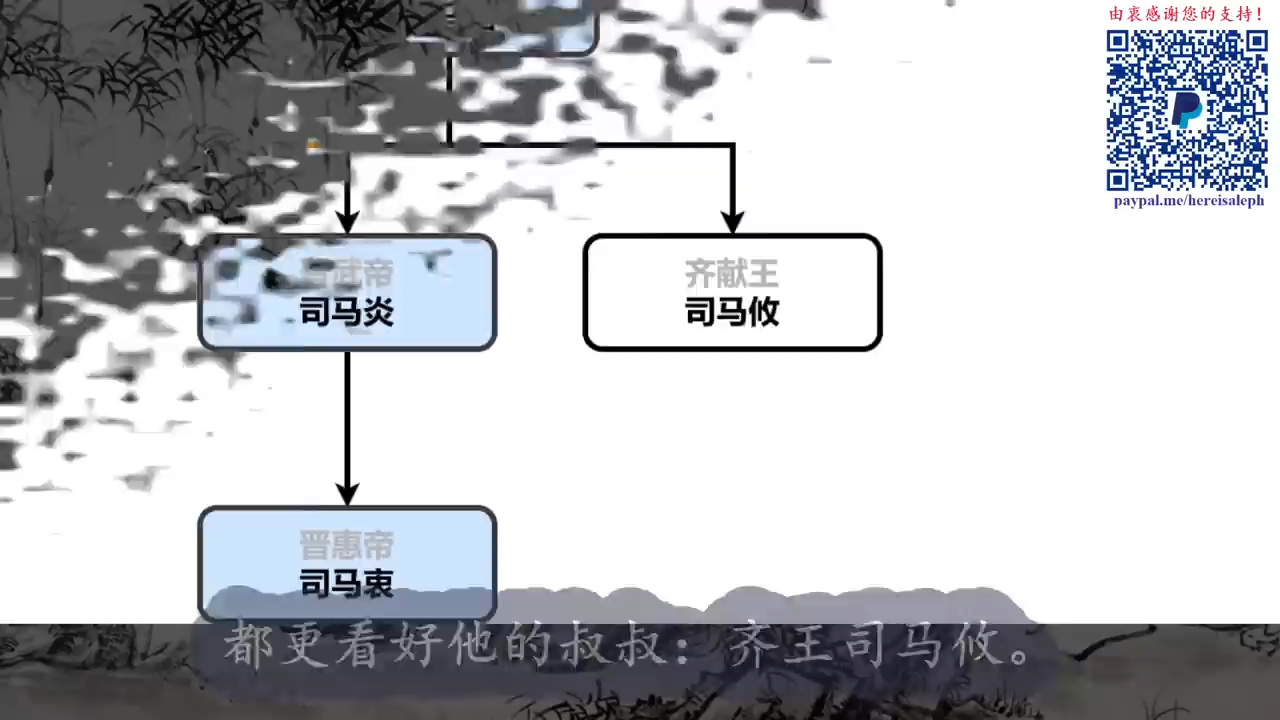 由衷感谢您的支持！
paypal.me/hereisaleph
武帝
司马炎
齐献王
司马攸
晋惠帝
司马衷
都更看好他的叔叔：齐王司马攸。